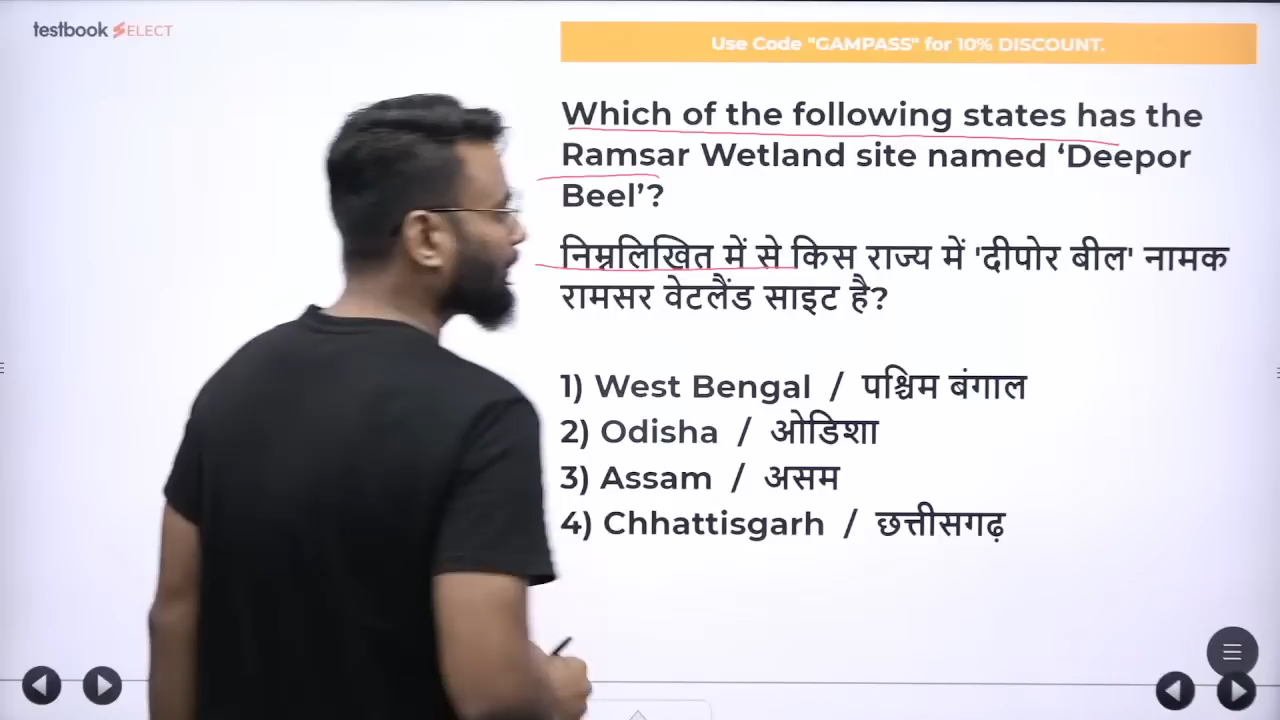 testbook SELECT
Use Code "GAMPASS" for 10% DISCOUNT.
Which of the following states has the
Ramsar Wetland site named ‘Deepor
Beel’?
निम्नलिखित में से किस राज्य में 'दीपोर बील' नामक
रामसर वेटलैंड साइट है?
1) West Bengal / पश्चिम बंगाल
2) Odisha / ओडिशा
3) Assam / असम
4) Chhattisgarh / छत्तीसगढ़